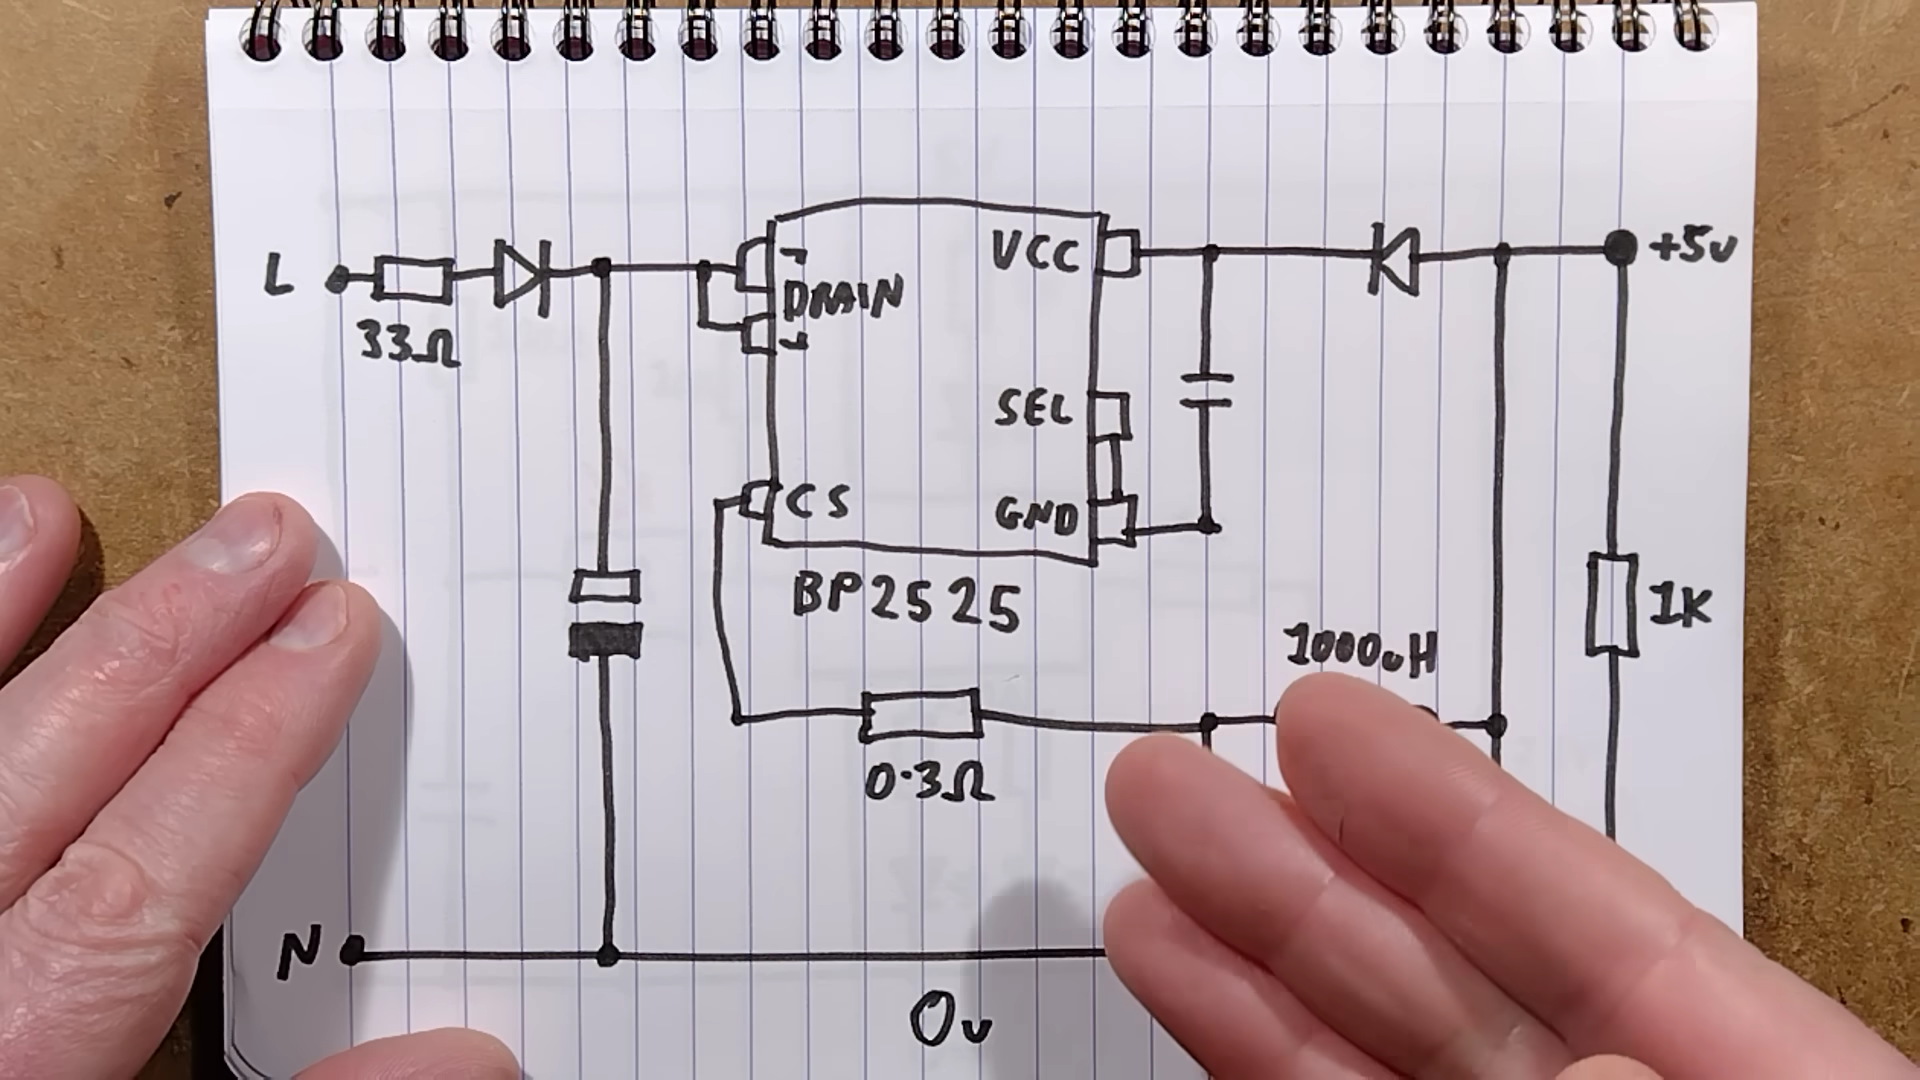 L
33Ω
DRAIN
VCC
+5v
SEL
CS
GND
BP2525
1K
1000uH
0.3Ω
N
0v